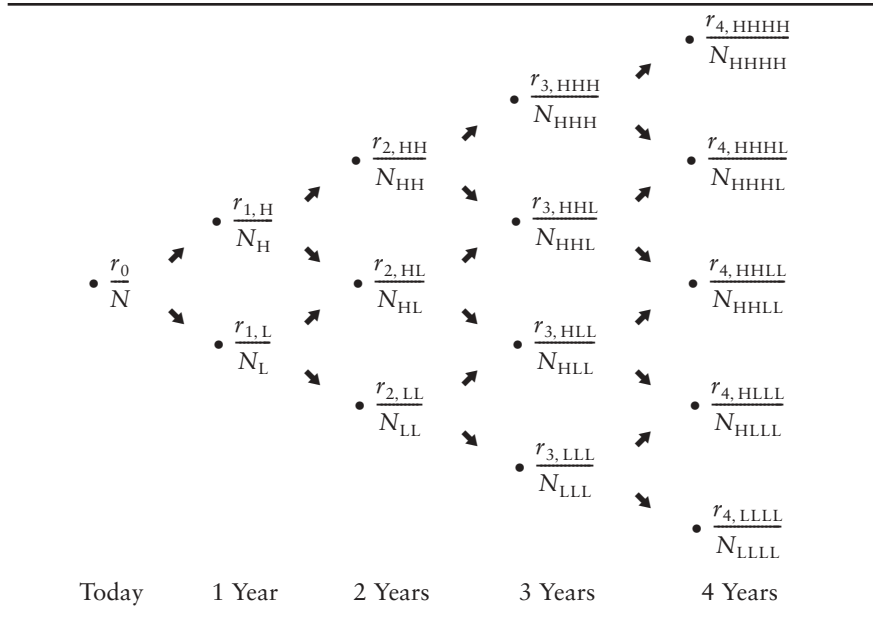 r4, HHHH
NHHHH
r3, HHH
NHHH
r2, HH
NHH
r4, HHHL
NHHHL
r1, H
NH
r3, HHL
NHHL
r0
N
r2, HL
NHL
r4, HHLL
NHHLL
r1, L
NL
r3, HLL
NHLL
r2, LL
NLL
r4, HLLL
NHLLL
r3, LLL
NLLL
r4, LLLL
NLLLL
Today 1 Year 2 Years 3 Years 4 Years